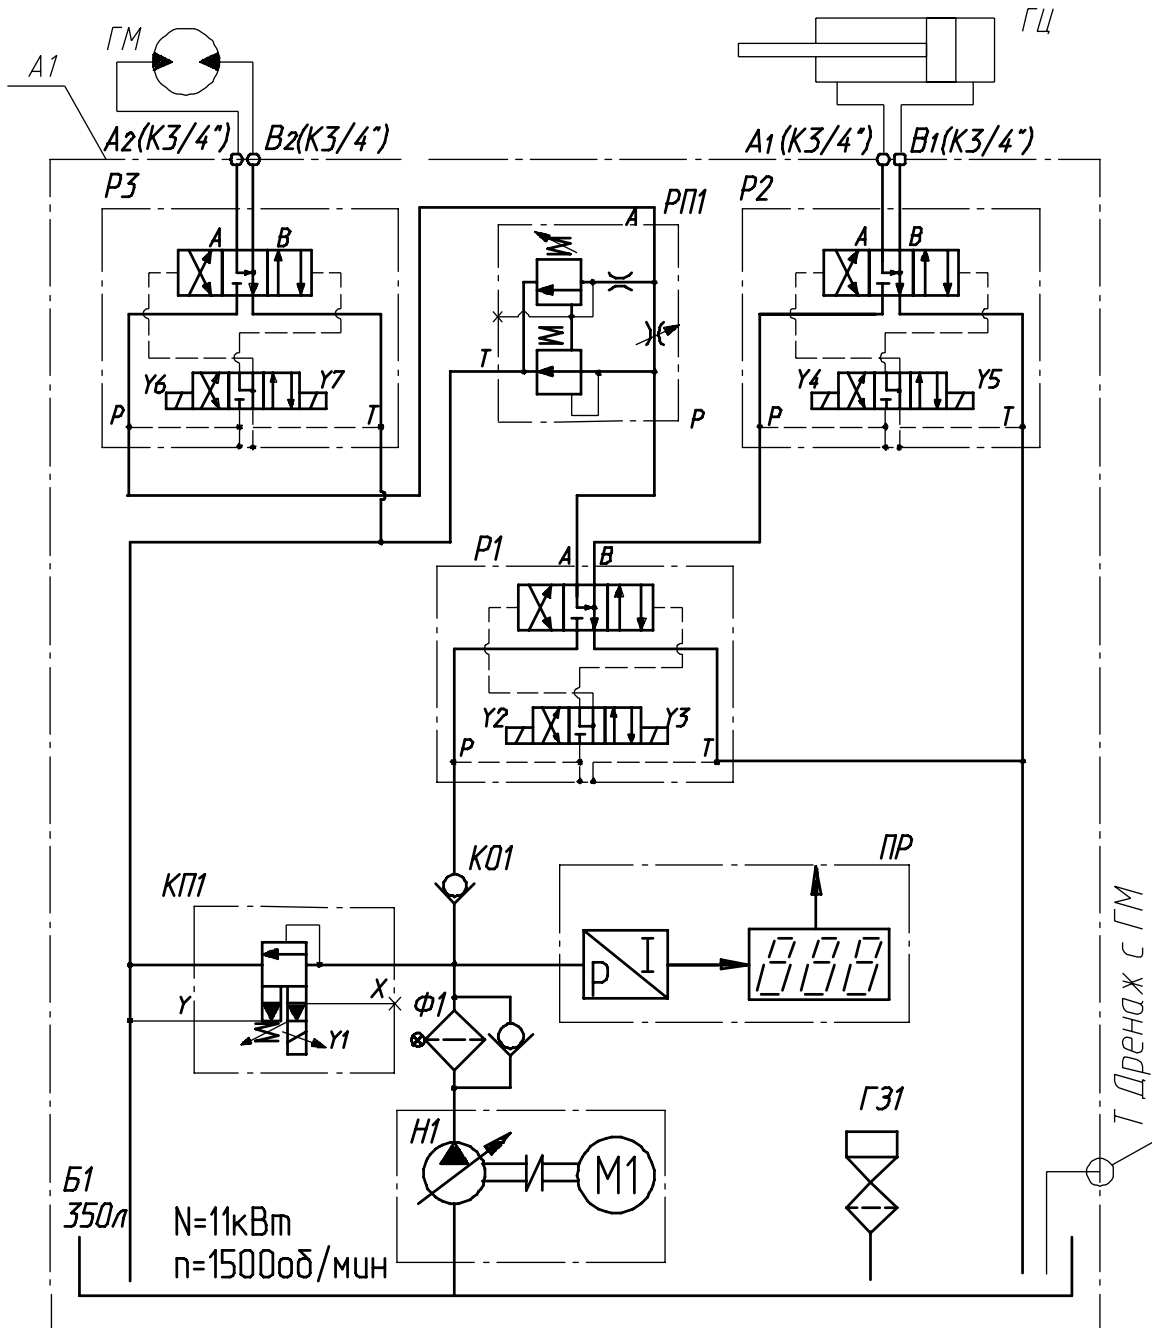 ГМ
ГЦ
А1
А2(К3/4")
В2(К3/4")
А1(К3/4")
В1(К3/4")
Р3
РП1
Р2
А
В
А
А
В
Т
Y6
Y7
Y4
Y5
Р
Т
Р
Р
Т
Р1
А
В
Y2
Y3
Р
Т
КО1
ПР
КП1
Р
I
888
X
Y
Ф1
Y1
Т Дренаж с ГМ
ГЗ1
Н1
М1
Б1
350л
N=11кВт
n=1500об/мин